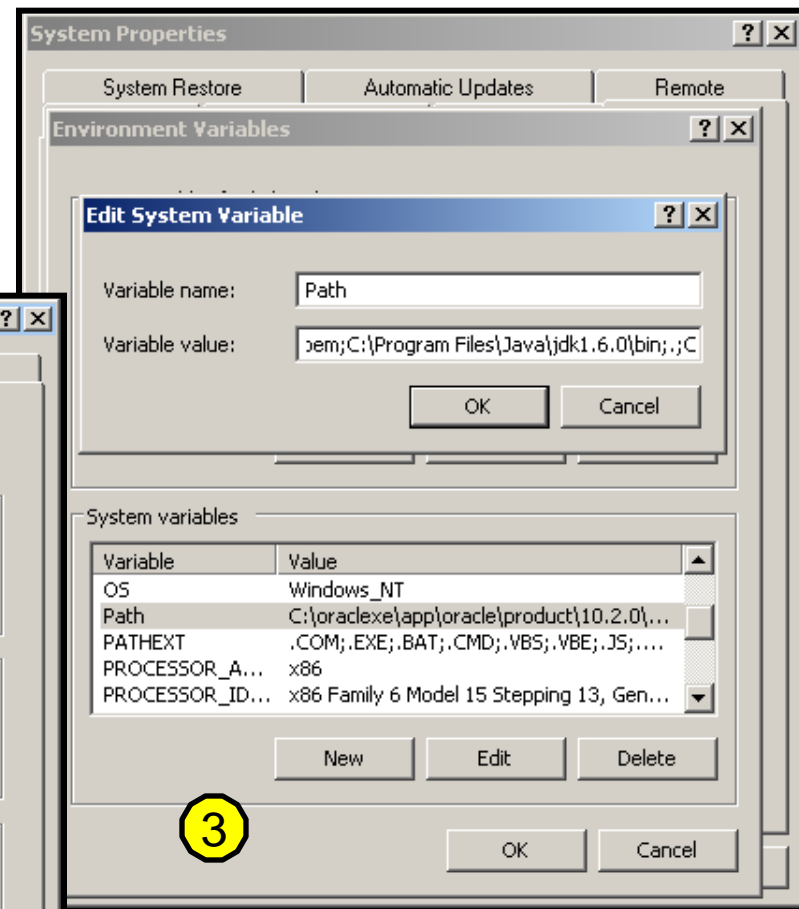 System Properties
System Restore Automatic Updates Remote
Environment Variables
Edit System Variable
Variable name: Path
Variable value: ;C:\Program Files\Java\jdk1.6.0\bin;.;C
OK Cancel
System variables
Variable Value
OS Windows_NT
Path C:\oraclexe\app\oracle\product\10.2.0\...
PATHEXT .COM;.EXE;.BAT;.CMD;.VBS;.VBE;.JS;....
PROCESSOR_A... x86
PROCESSOR_ID... x86 Family 6 Model 15 Stepping 13, Gen...
New Edit Delete
3
OK Cancel